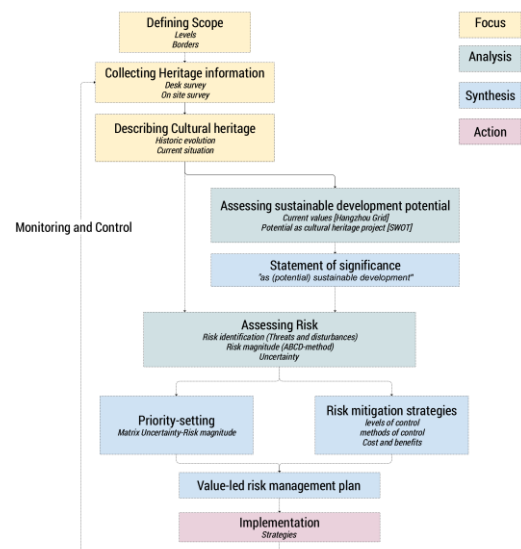 Defining Scope
Levels
Borders
Collecting Heritage information
Desk survey
On site survey
Describing Cultural heritage
Historic evolution
Current situation
Focus
Analysis
Synthesis
Action
Monitoring and Control
Assessing sustainable development potential
Current values [Hangzhou Grid]
Potential as cultural heritage project [SWOT]
Statement of significance
"as (potential) sustainable development"
Assessing Risk
Risk identification (Threats and disturbances)
Risk magnitude (ABCD-method)
Uncertainty
Priority-setting
Matrix Uncertainty-Risk magnitude
Risk mitigation strategies
levels of control
methods of control
Cost and benefits
Value-led risk management plan
Implementation
Strategies